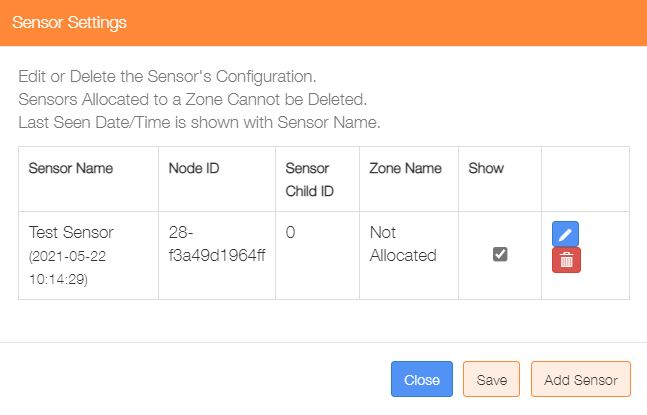 Sensor Settings
Edit or Delete the Sensor's Configuration.
Sensors Allocated to a Zone Cannot be Deleted.
Last Seen Date/Time is shown with Sensor Name.
Sensor Name
Node ID
Sensor
Child ID
Zone Name
Show
Test Sensor
(2021-05-22
10:14:29)
28-
f3a49d1964ff
0
Not
Allocated
Close
Save
Add Sensor